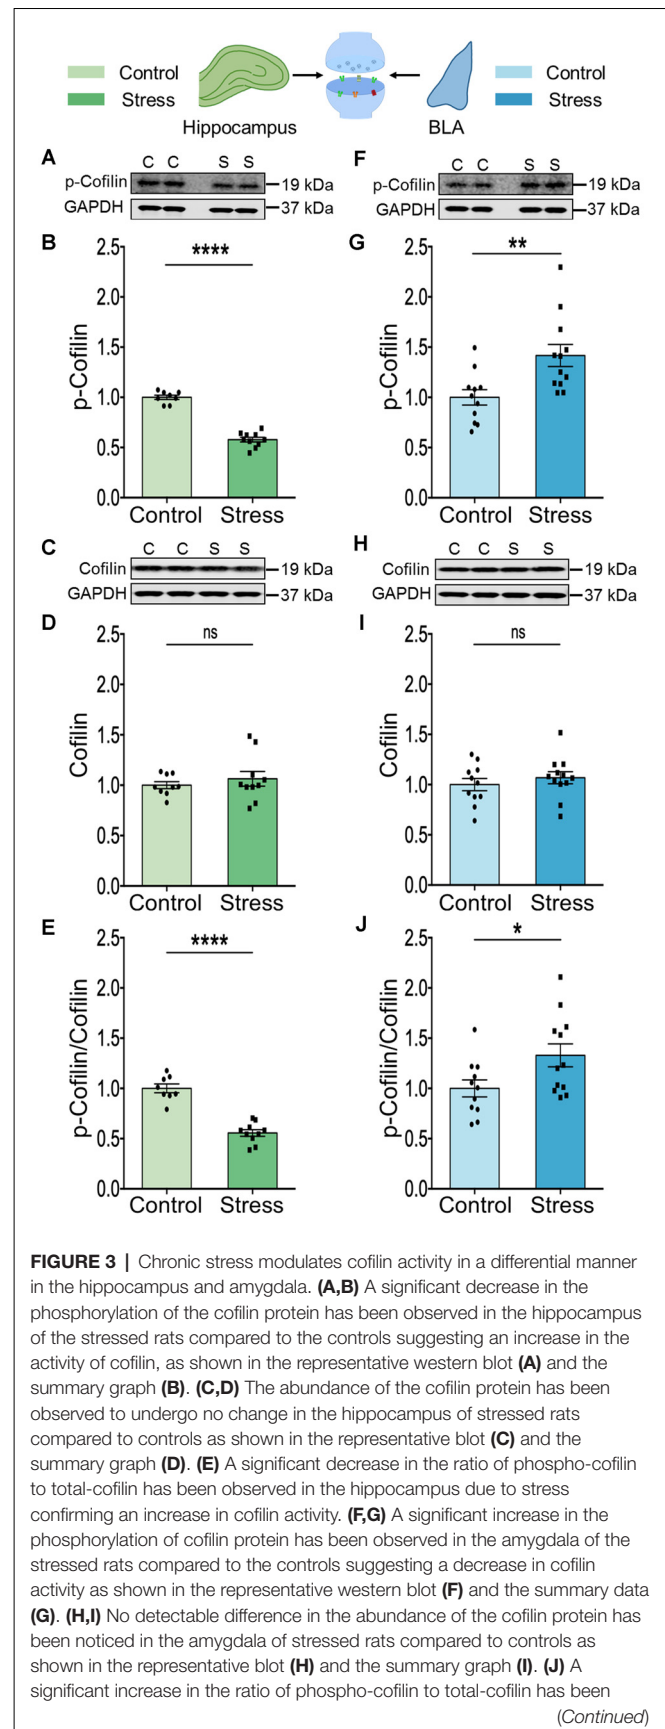 Control
Stress
Hippocampus
BLA
Control
Stress
A
C C S S
p-Cofilin
19 kDa
GAPDH
37 kDa
B
****
2.5
2.0
1.5
1.0
0.5
0.0
p-Cofilin
Control Stress
C
C C S S
Cofilin
19 kDa
GAPDH
37 kDa
D
ns
2.5
2.0
1.5
1.0
0.5
0.0
Cofilin
Control Stress
E
****
2.5
2.0
1.5
1.0
0.5
0.0
p-Cofilin/Cofilin
Control Stress
F
C C S S
p-Cofilin
19 kDa
GAPDH
37 kDa
G
**
2.5
2.0
1.5
1.0
0.5
0.0
p-Cofilin
Control Stress
H
C C S S
Cofilin
19 kDa
GAPDH
37 kDa
I
ns
2.5
2.0
1.5
1.0
0.5
0.0
Cofilin
Control Stress
J
*
2.5
2.0
1.5
1.0
0.5
0.0
p-Cofilin/Cofilin
Control Stress
FIGURE 3 | Chronic stress modulates cofilin activity in a differential manner
in the hippocampus and amygdala. (A,B) A significant decrease in the
phosphorylation of the cofilin protein has been observed in the hippocampus
of the stressed rats compared to the controls suggesting an increase in the
activity of cofilin, as shown in the representative western blot (A) and the
summary graph (B). (C,D) The abundance of the cofilin protein has been
observed to undergo no change in the hippocampus of stressed rats
compared to controls as shown in the representative blot (C) and the
summary graph (D). (E) A significant decrease in the ratio of phospho-cofilin
to total-cofilin has been observed in the hippocampus due to stress
confirming an increase in cofilin activity. (F,G) A significant increase in the
phosphorylation of cofilin protein has been observed in the amygdala of the
stressed rats compared to the controls suggesting a decrease in cofilin
activity as shown in the representative western blot (F) and the summary data
(G). (H,I) No detectable difference in the abundance of the cofilin protein has
been noticed in the amygdala of stressed rats compared to controls as
shown in the representative blot (H) and the summary graph (I). (J) A
significant increase in the ratio of phospho-cofilin to total-cofilin has been
(Continued)